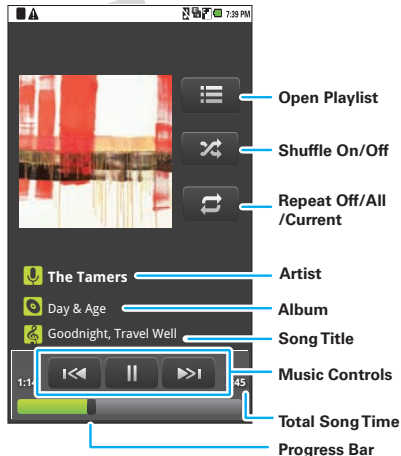 7:39 PM
Open Playlist
Shuffle On/Off
Repeat Off/All
/Current
The Tamers
Artist
Day & Age
Album
Goodnight, Travel Well
Song Title
Music Controls
1:14
45
Total Song Time
Progress Bar